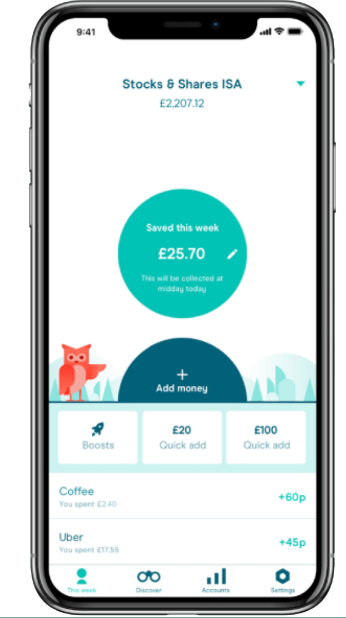 9:41
Stocks & Shares ISA
£2,207.12
Saved this week
£25.70
This will be collected at
midday today
+
Add money
Boosts
£20
Quick add
£100
Quick add
Coffee
You spent £2.40
+60p
Uber
You spent £17.55
+45p
This week
Discover
Accounts
Settings